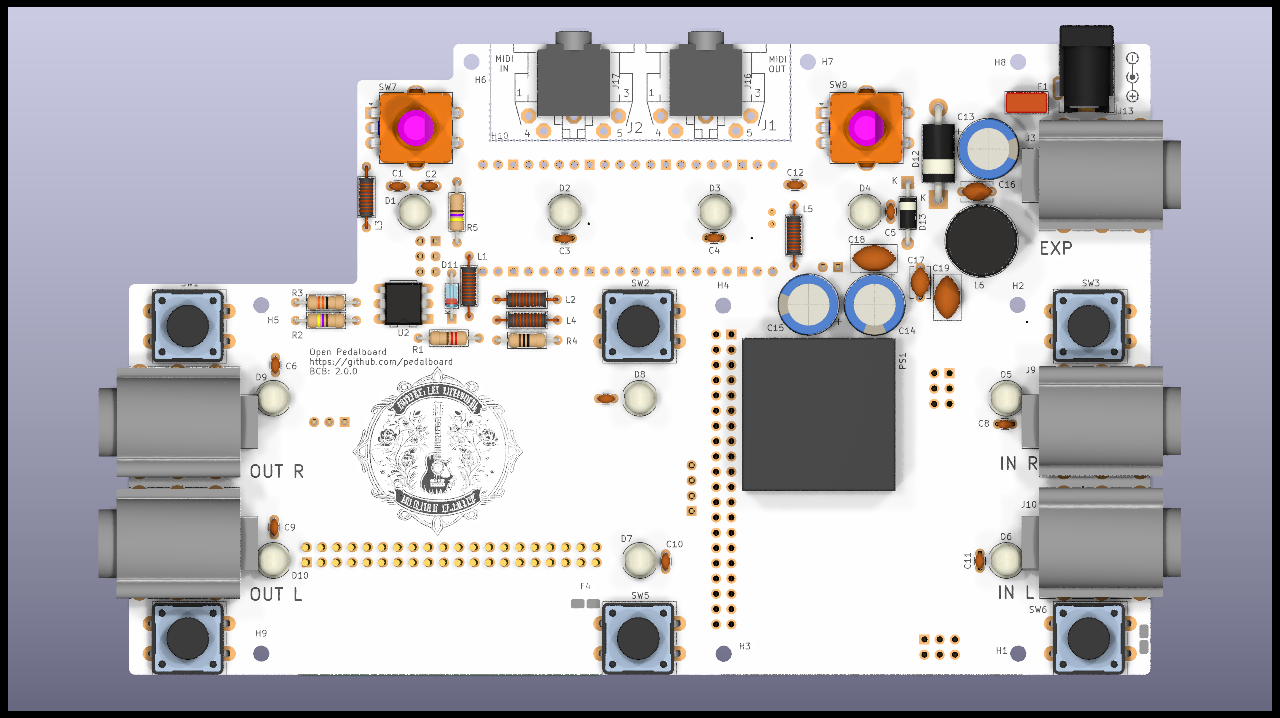 MIDI IN
MIDI OUT
H6
H7
H8
F1
J17
J16
J13
1
3
1
3
4
5
4
5
J2
J1
H10
SW7
SW8
C13
D12
J3
C1
C2
D1
L3
R5
D2
D3
C12
D4
K
K
C16
C3
C4
L5
C5
D13
EXP
L1
D11
K
C18
C17
C19
L6
SW1
R3
R2
H5
U2
L2
L4
R4
R1
SW2
H4
C15
C14
H2
SW3
Open Pedalboard
https://github.com/pedalboard
BCB: 2.0.0
C6
D9
D8
PS1
D5
J9
C8
OUT R
IN R
C9
D10
OUT L
D7
C10
J10
D6
C11
IN L
F4
SW5
SW6
H9
H3
H1